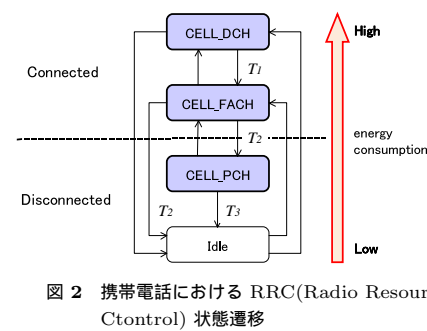 CELL_DCH
High
Connected
T1
CELL_FACH
T2
energy
consumption
CELL_PCH
Disconnected
T2
T3
Idle
Low
図 2 携帯電話における RRC(Radio Resour
Ctontrol) 状態遷移